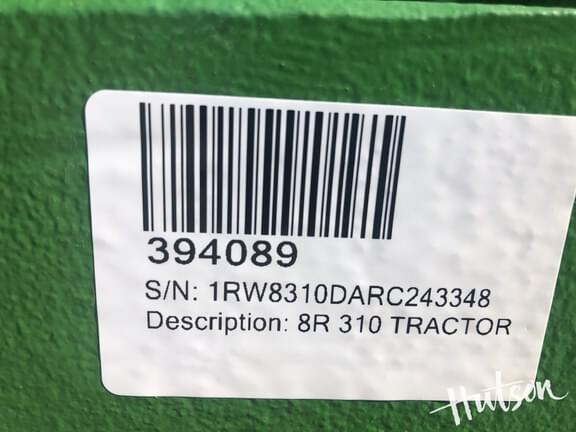 394089
S/N: 1RW8310DARC243348
Description: 8R 310 TRACTOR
Hutson